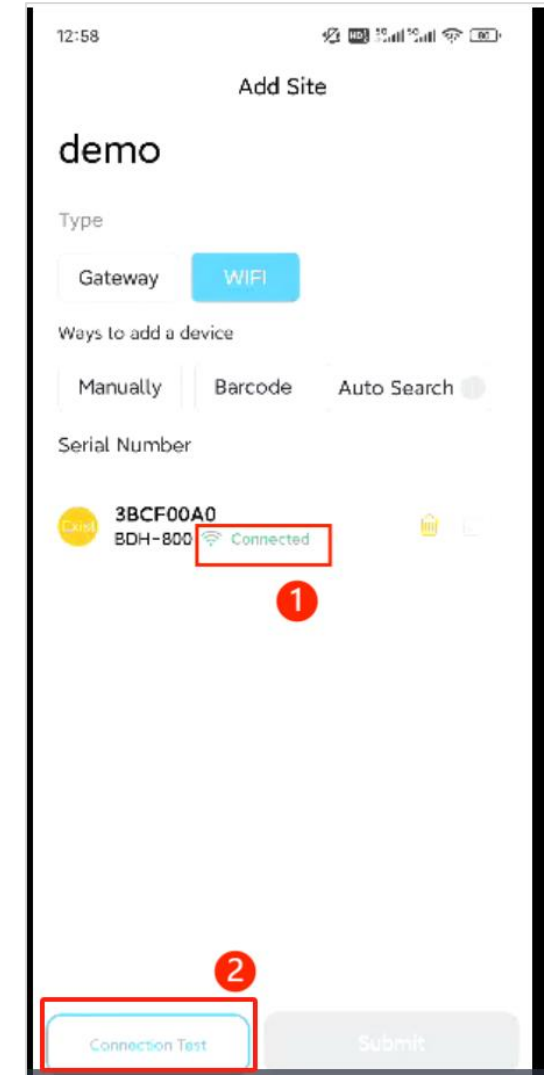 12:58
Add Site
demo
Type
Gateway WIFI
Ways to add a device
Manually Barcode Auto Search
Serial Number
Exist 3BCF00A0
BDH-800 Connected
1
2
Connection Test Submit